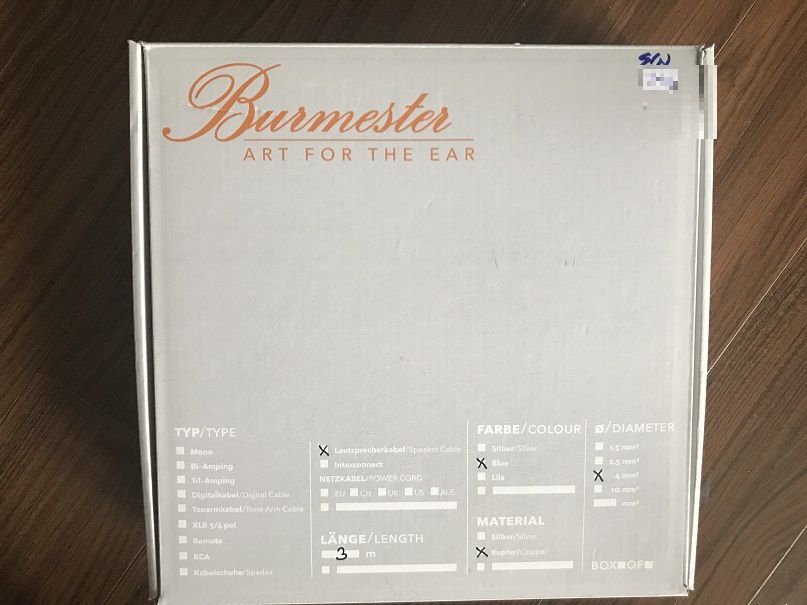 S/N
Burmester
ART FOR THE EAR
TYP/TYPE
Mono
Bi-Amping
Tri-Amping
Digitalkabel/Digital Cable
Tonarmkabel/Tone Arm Cable
XLR 3/4 pol
Remote
RCA
Kabelschuhe/Spades
X Lautsprecherkabel/Speaker Cable
Interconnect
NETZKABEL/POWER CORD
EU CH UK US AUS
LÄNGE/LENGTH
3 m
FARBE/COLOUR
Silber/Silver
X Blue
Lila
MATERIAL
Silber/Silver
X Kupfer/Copper
Ø/DIAMETER
1,5 mm²
2,5 mm²
X 4 mm²
10 mm²
mm²
BOX OF